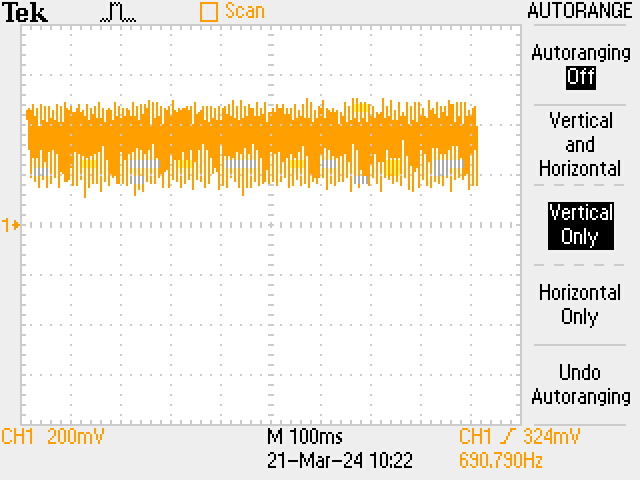 Tek
Scan
AUTORANGE
Autoranging
Off
Vertical
and
Horizontal
Vertical
Only
Horizontal
Only
Undo
Autoranging
1
CH1 200mV
M 100ms
CH1 324mV
21-Mar-24 10:22
690.790Hz